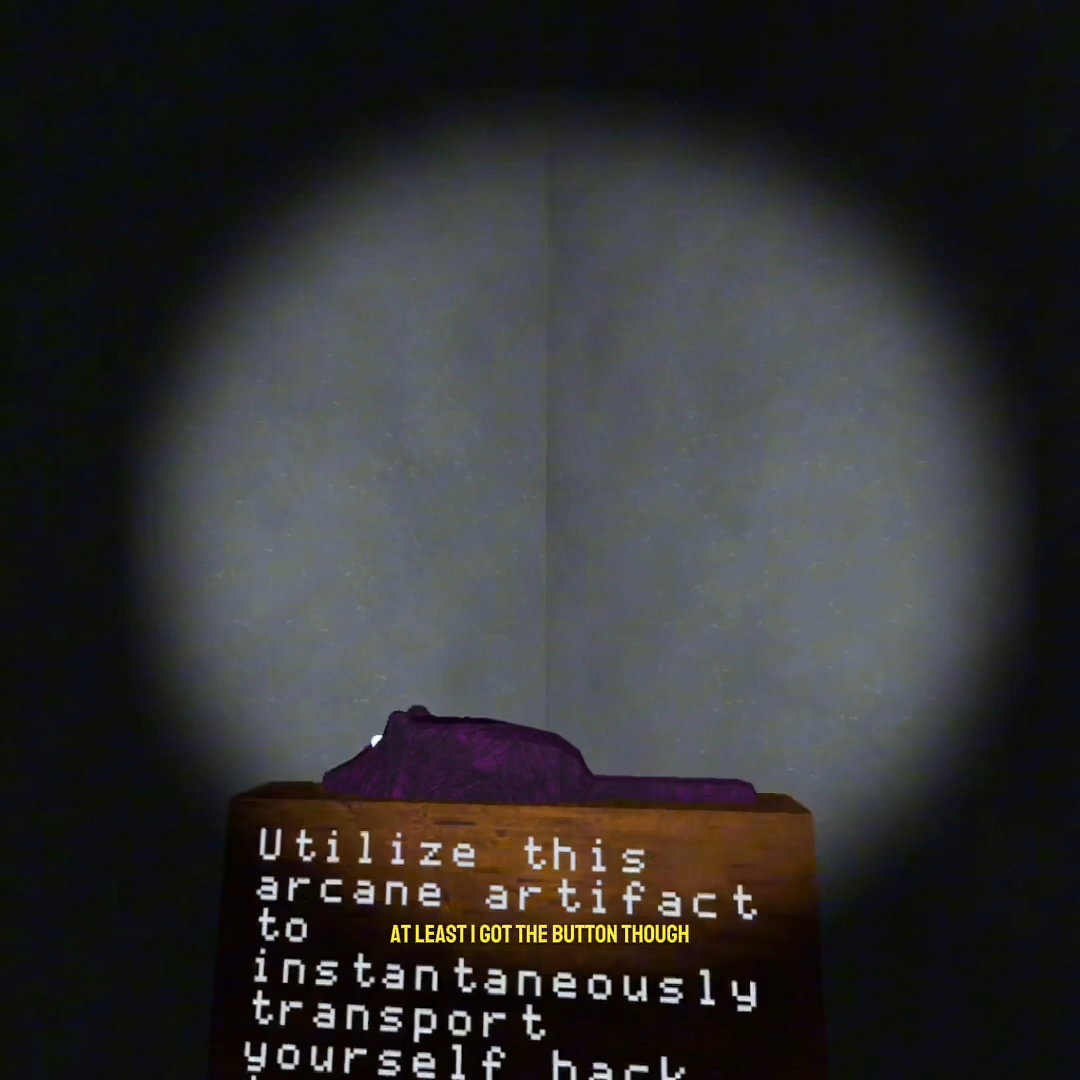 Utilize this
arcane artifact
to
AT LEAST I GOT THE BUTTON THOUGH
instantaneously
transport
yourself back